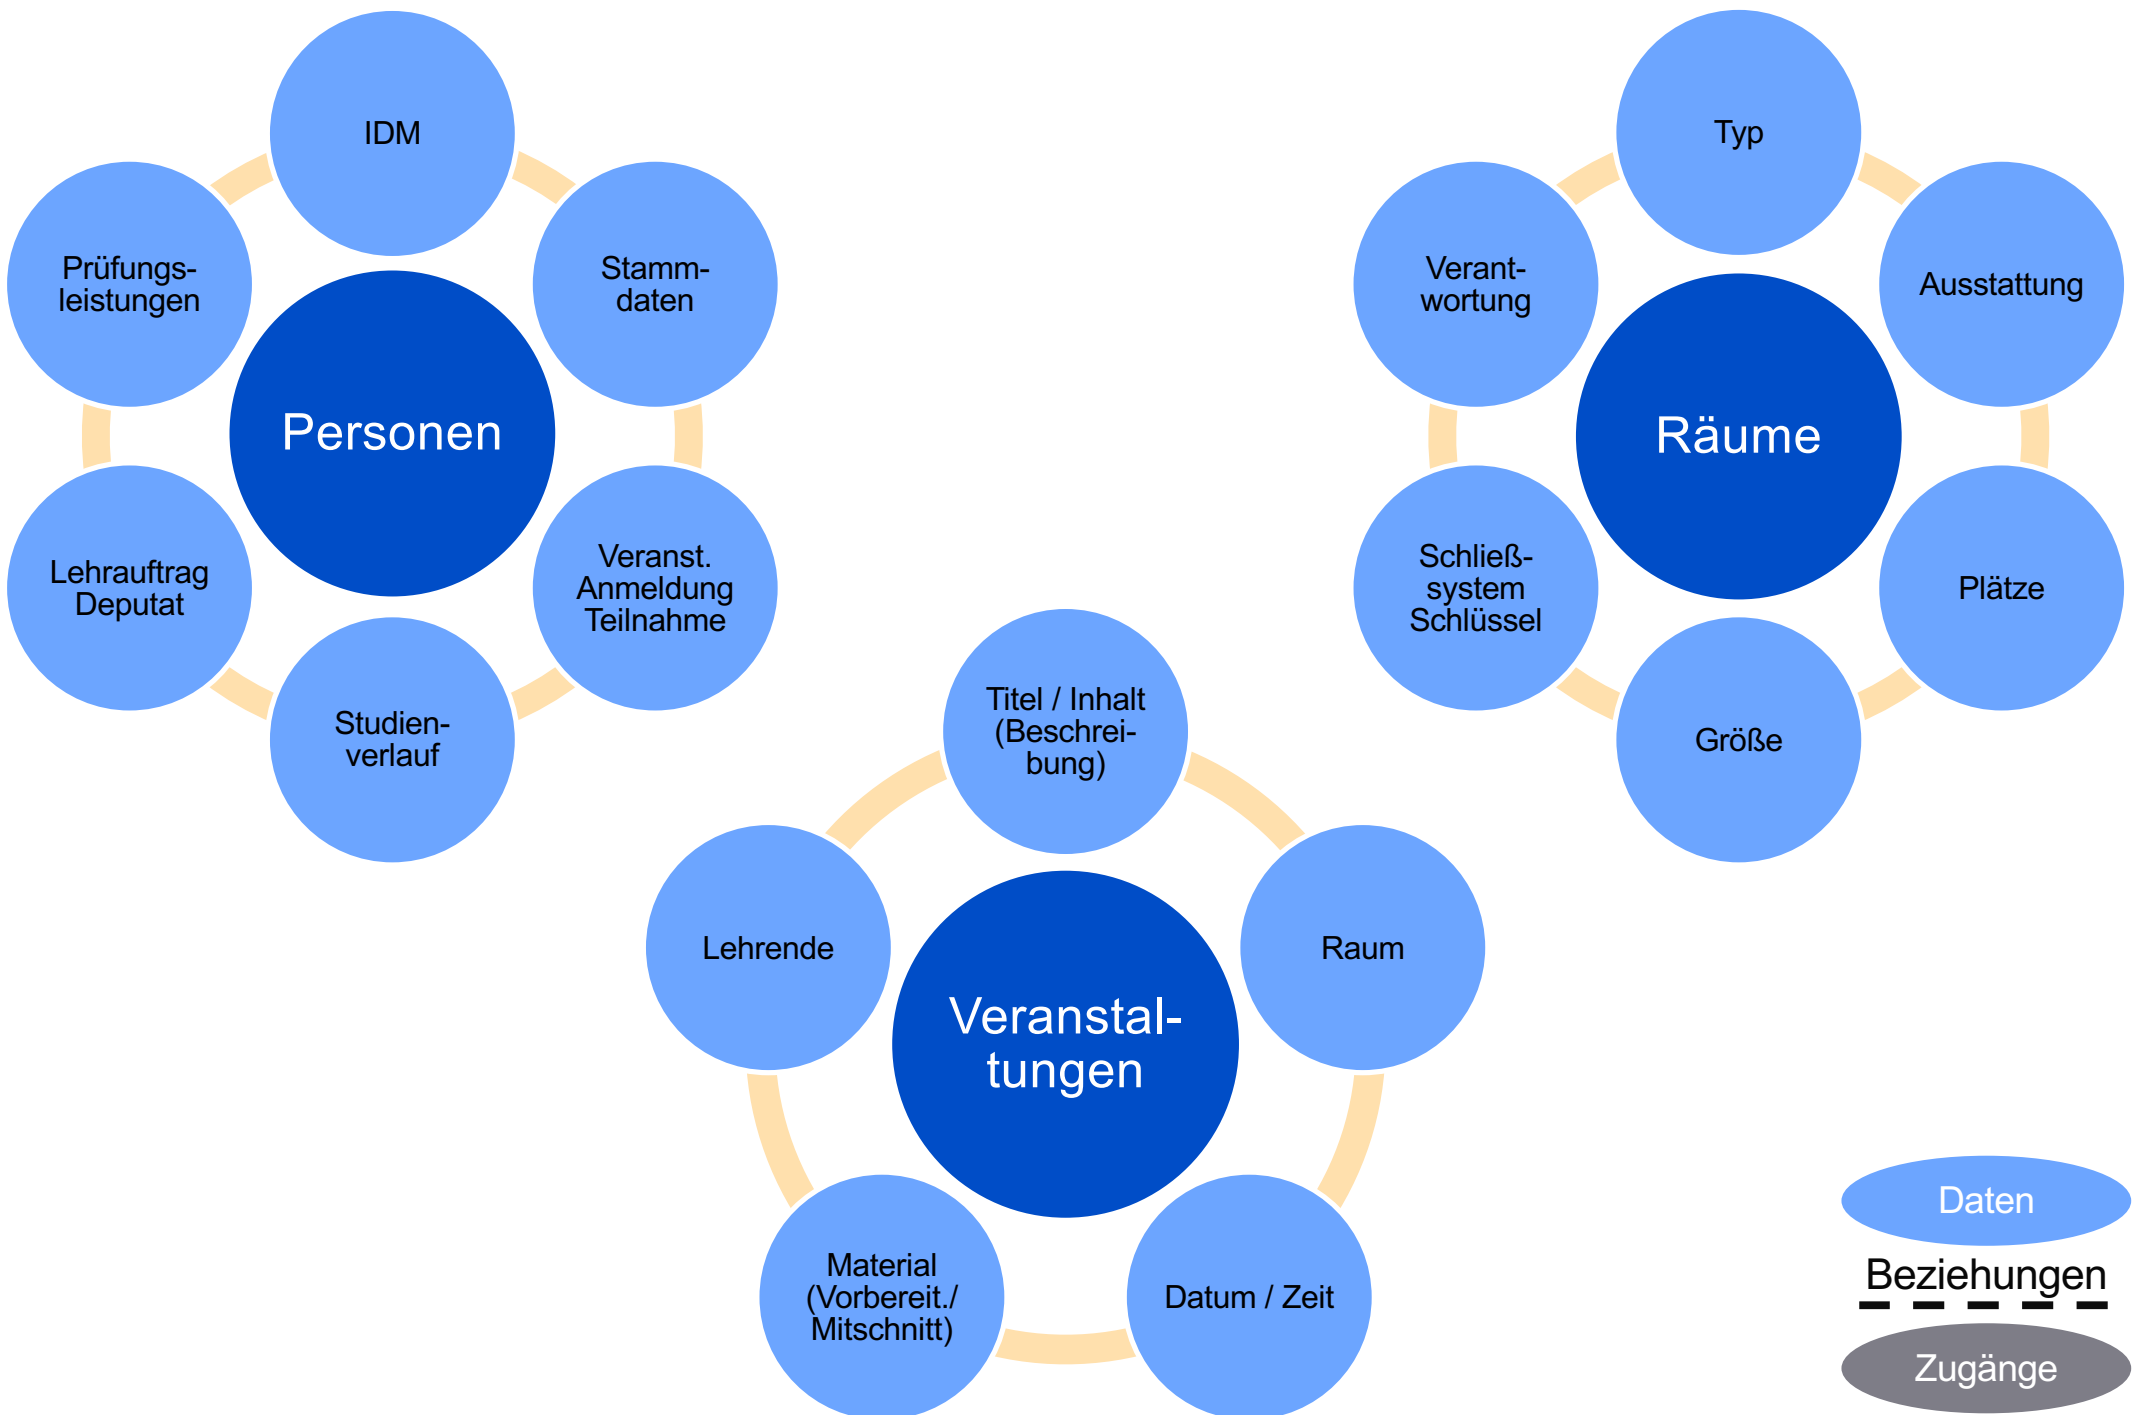 IDM
Stamm-
daten
Veranst.
Anmeldung
Teilnahme
Studien-
verlauf
Lehrauftrag
Deputat
Prüfungs-
leistungen
Personen
Typ
Ausstattung
Plätze
Größe
Schließ-
system
Schlüssel
Verant-
wortung
Räume
Titel / Inhalt
(Beschrei-
bung)
Raum
Datum / Zeit
Material
(Vorbereit./
Mitschnitt)
Lehrende
Veranstal-
tungen
Daten
Beziehungen
Zugänge